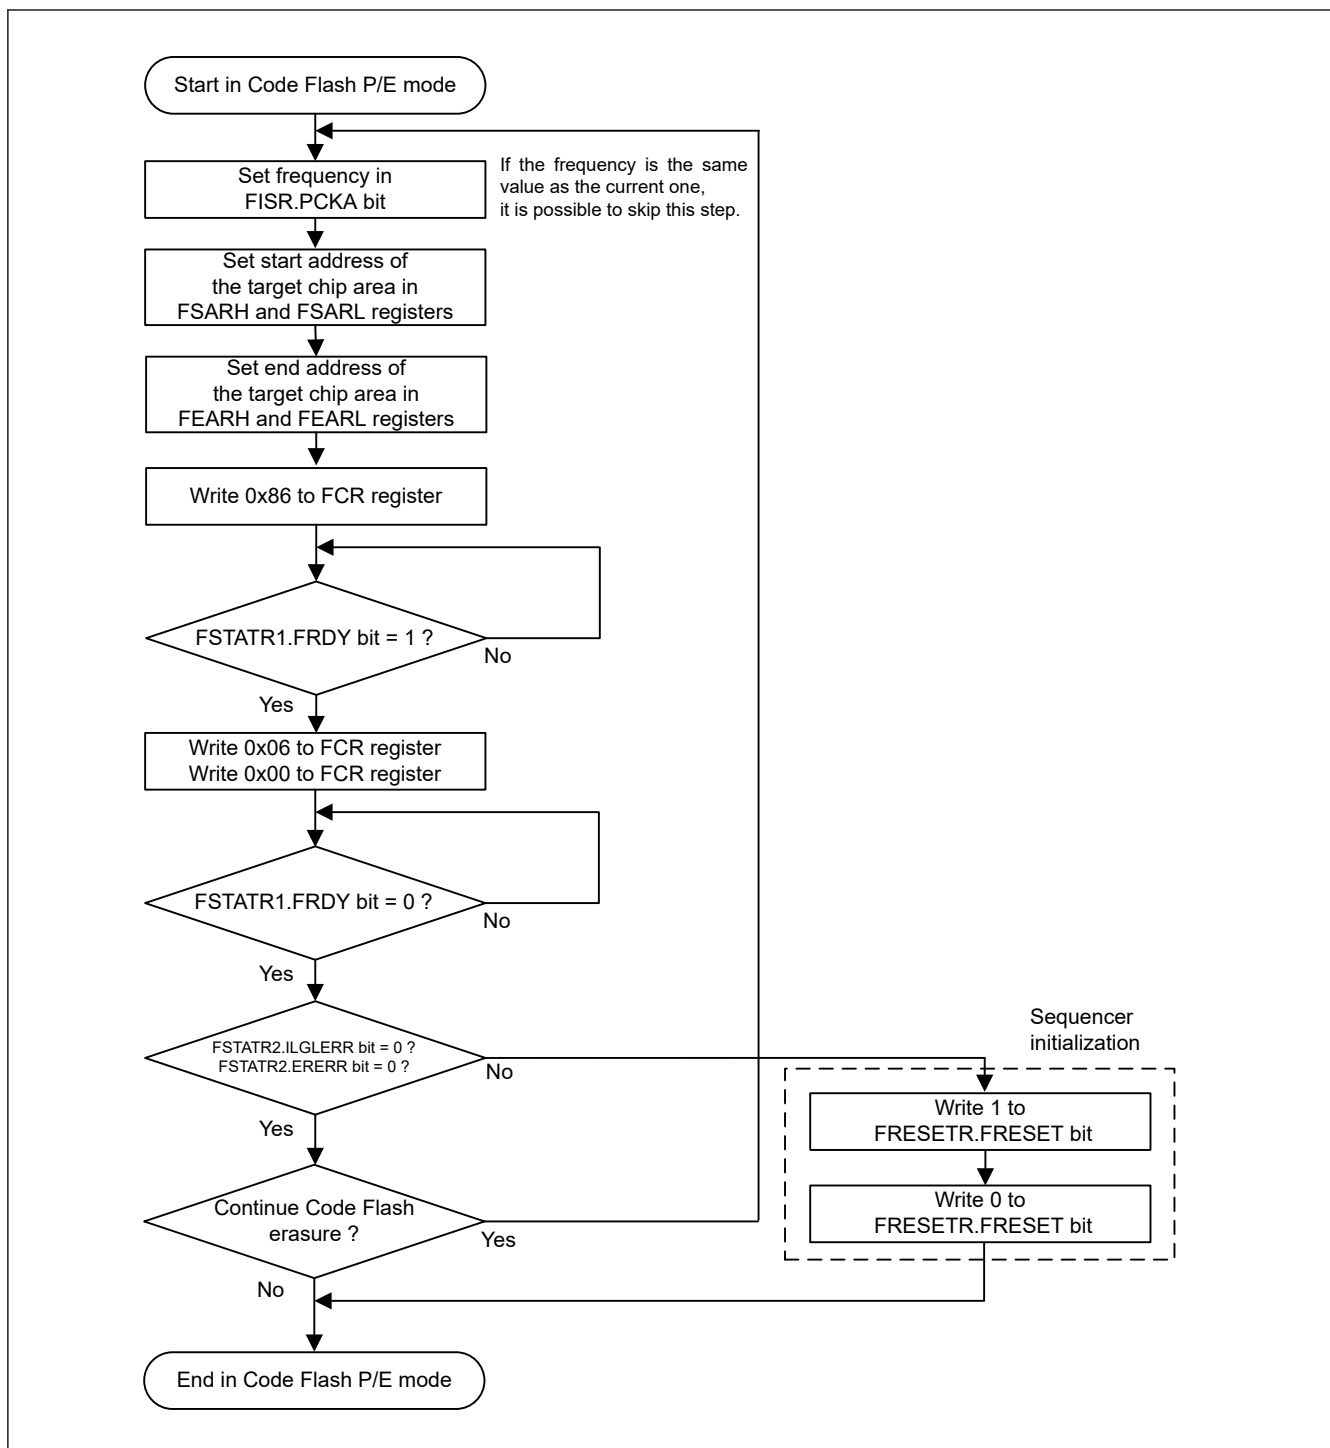 Start in Code Flash P/E mode
Set frequency in
FISR.PCKA bit
If the frequency is the same
value as the current one,
it is possible to skip this step.
Set start address of
the target chip area in
FSARH and FSARL registers
Set end address of
the target chip area in
FEARH and FEARL registers
Write 0x86 to FCR register
FSTATR1.FRDY bit = 1 ?
No
Yes
Write 0x06 to FCR register
Write 0x00 to FCR register
FSTATR1.FRDY bit = 0 ?
No
Yes
FSTATR2.ILGLERR bit = 0 ?
FSTATR2.ERERR bit = 0 ?
No
Yes
Sequencer
initialization
Write 1 to
FRESETR.FRESET bit
Write 0 to
FRESETR.FRESET bit
Continue Code Flash
erasure ?
Yes
No
End in Code Flash P/E mode